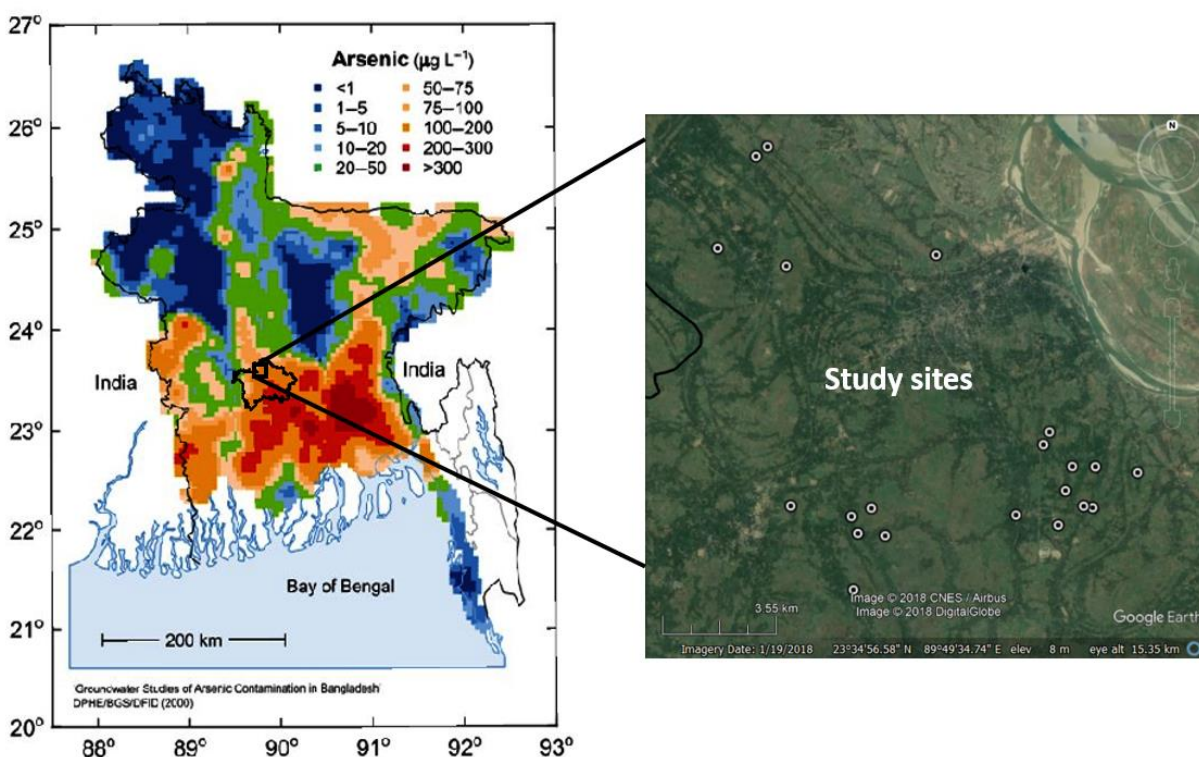 27°
26°
25°
24°
23°
22°
21°
20°
88°
89°
90°
91°
92°
93°
Arsenic (µg L⁻¹)
<1
1–5
5–10
10–20
20–50
50–75
75–100
100–200
200–300
>300
India
India
Bay of Bengal
200 km
'Groundwater Studies of Arsenic Contamination in Bangladesh'
DPHE/BGS/DFID (2000)
N
Study sites
3.55 km
Image © 2018 CNES / Airbus
Image © 2018 DigitalGlobe
Google Earth
Imagery Date: 1/19/2018 23°34'56.58" N 89°49'34.74" E elev 8 m eye alt 15.35 km